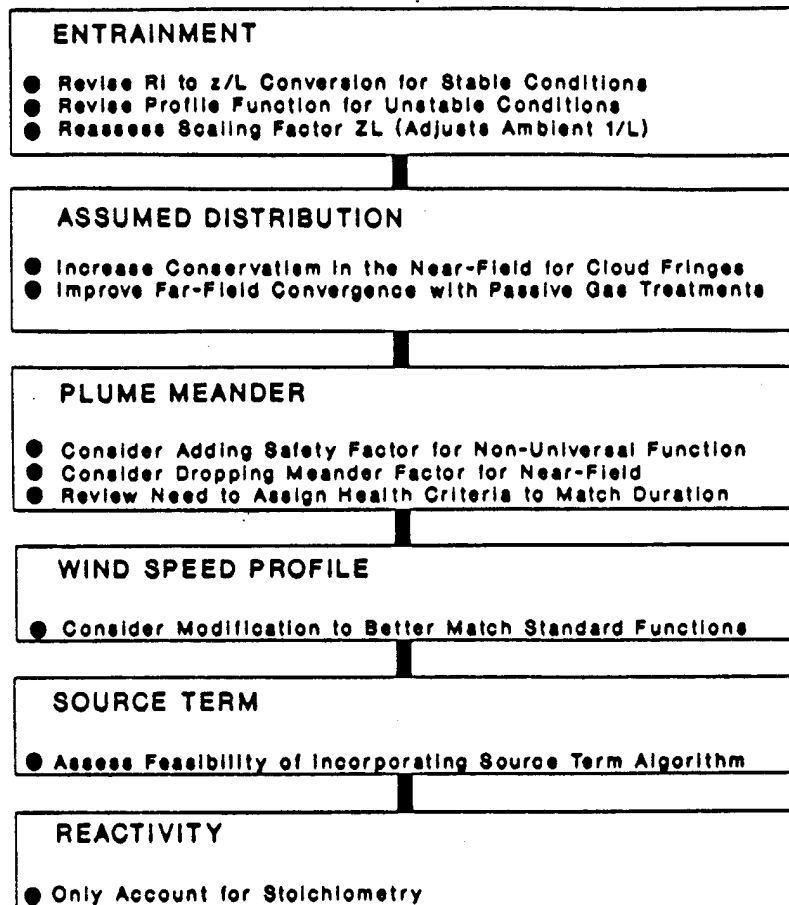 ENTRAINMENT
● Revise Ri to z/L Conversion for Stable Conditions
● Revise Profile Function for Unstable Conditions
● Reassess Scaling Factor ZL (Adjusts Ambient 1/L)
ASSUMED DISTRIBUTION
● Increase Conservatism in the Near-Field for Cloud Fringes
● Improve Far-Field Convergence with Passive Gas Treatments
PLUME MEANDER
● Consider Adding Safety Factor for Non-Universal Function
● Consider Dropping Meander Factor for Near-Field
● Review Need to Assign Health Criteria to Match Duration
WIND SPEED PROFILE
● Consider Modification to Better Match Standard Functions
SOURCE TERM
● Assess Feasibility of Incorporating Source Term Algorithm
REACTIVITY
● Only Account for Stoichiometry